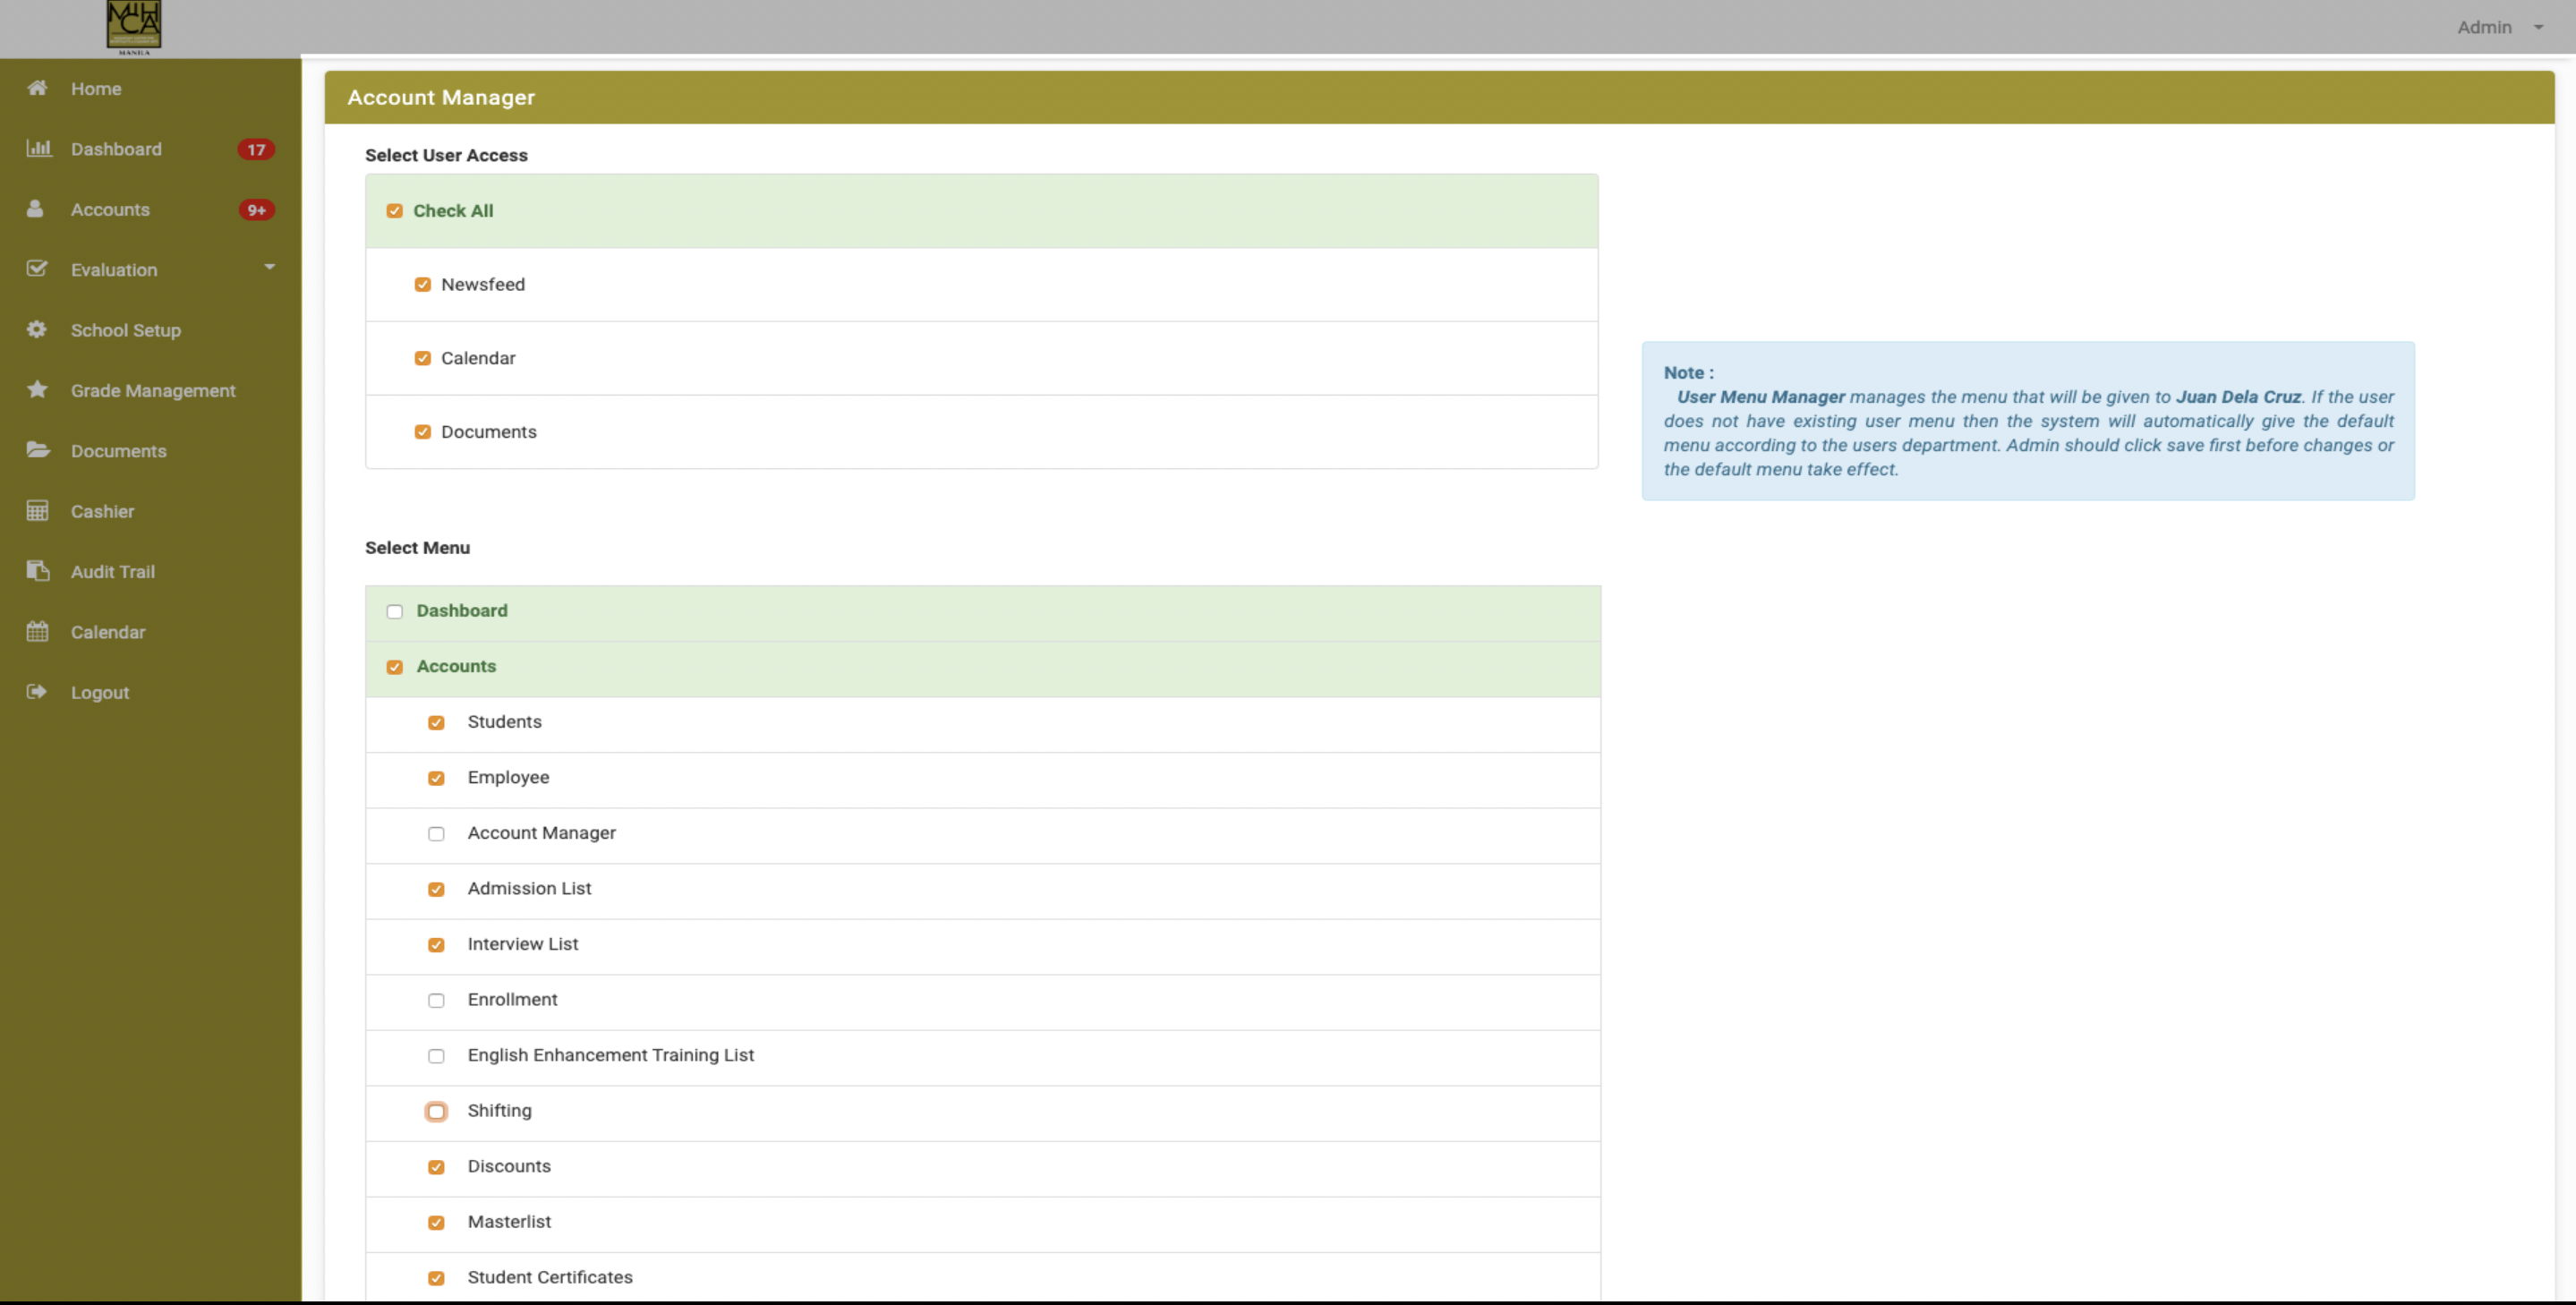 MIHCA
MANILA
Admin
Home
Dashboard 17
Accounts 9+
Evaluation
School Setup
Grade Management
Documents
Cashier
Audit Trail
Calendar
Logout
Account Manager
Select User Access
Check All
Newsfeed
Calendar
Documents
Note :
User Menu Manager manages the menu that will be given to Juan Dela Cruz. If the user
does not have existing user menu then the system will automatically give the default
menu according to the users department. Admin should click save first before changes or
the default menu take effect.
Select Menu
Dashboard
Accounts
Students
Employee
Account Manager
Admission List
Interview List
Enrollment
English Enhancement Training List
Shifting
Discounts
Masterlist
Student Certificates